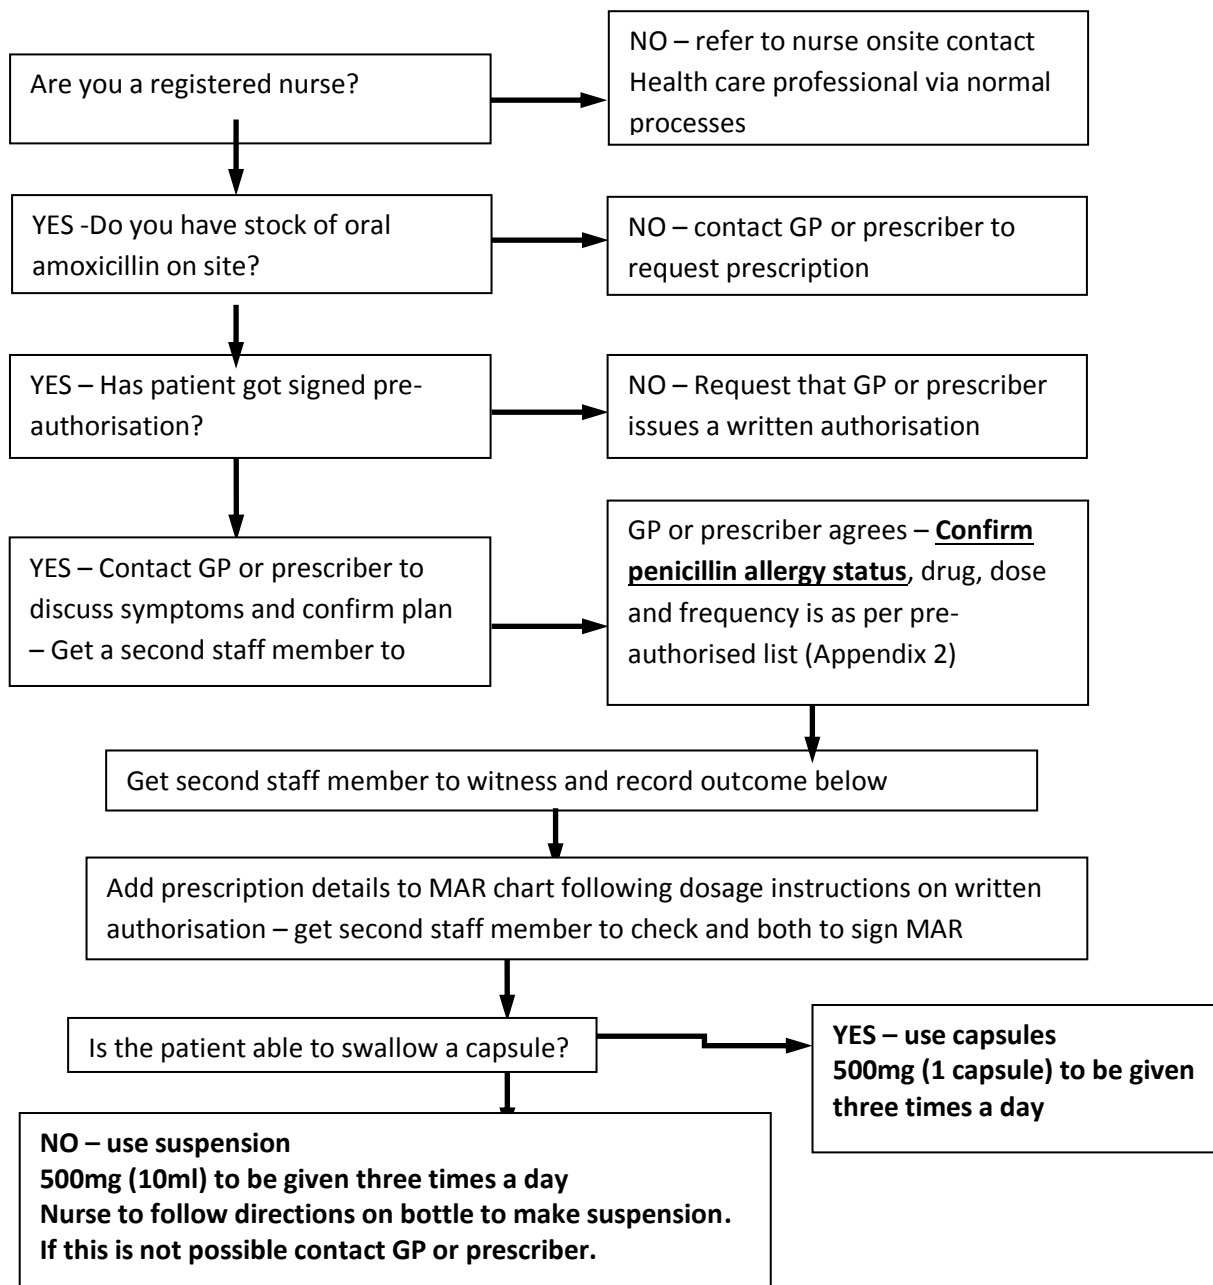 Are you a registered nurse?
NO – refer to nurse onsite contact
Health care professional via normal
processes
YES -Do you have stock of oral
amoxicillin on site?
NO – contact GP or prescriber to
request prescription
YES – Has patient got signed pre-
authorisation?
NO – Request that GP or prescriber
issues a written authorisation
YES – Contact GP or prescriber to
discuss symptoms and confirm plan
– Get a second staff member to
GP or prescriber agrees – Confirm
penicillin allergy status, drug, dose
and frequency is as per pre-
authorised list (Appendix 2)
Get second staff member to witness and record outcome below
Add prescription details to MAR chart following dosage instructions on written
authorisation – get second staff member to check and both to sign MAR
Is the patient able to swallow a capsule?
YES – use capsules
500mg (1 capsule) to be given
three times a day
NO – use suspension
500mg (10ml) to be given three times a day
Nurse to follow directions on bottle to make suspension.
If this is not possible contact GP or prescriber.